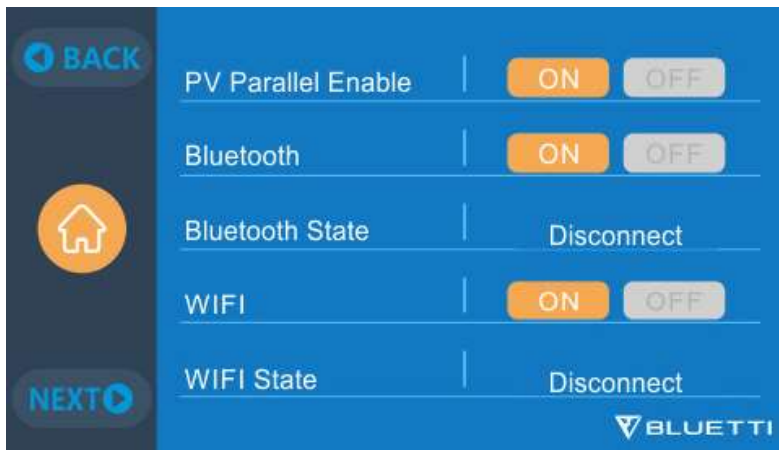 BACK
PV Parallel Enable ON OFF
Bluetooth ON OFF
Bluetooth State Disconnect
WIFI ON OFF
WIFI State Disconnect
NEXT
BLUETTI